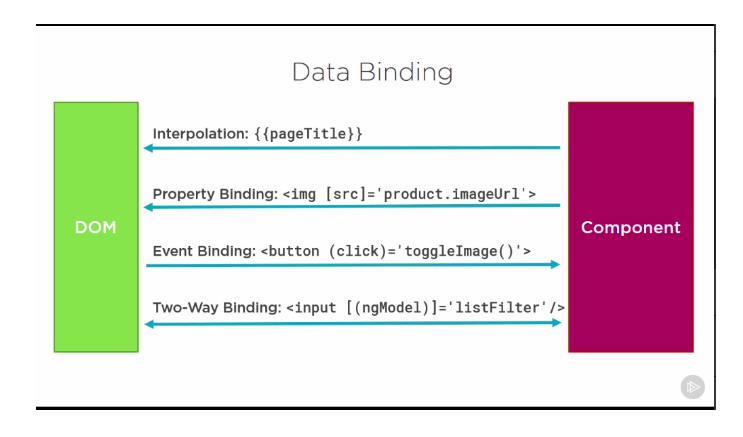 Data Binding
Interpolation: {{pageTitle}}
Property Binding: <img [src]='product.imageUrl'>
DOM
Component
Event Binding: <button (click)='toggleImage()'>
Two-Way Binding: <input [(ngModel)]='listFilter'/>